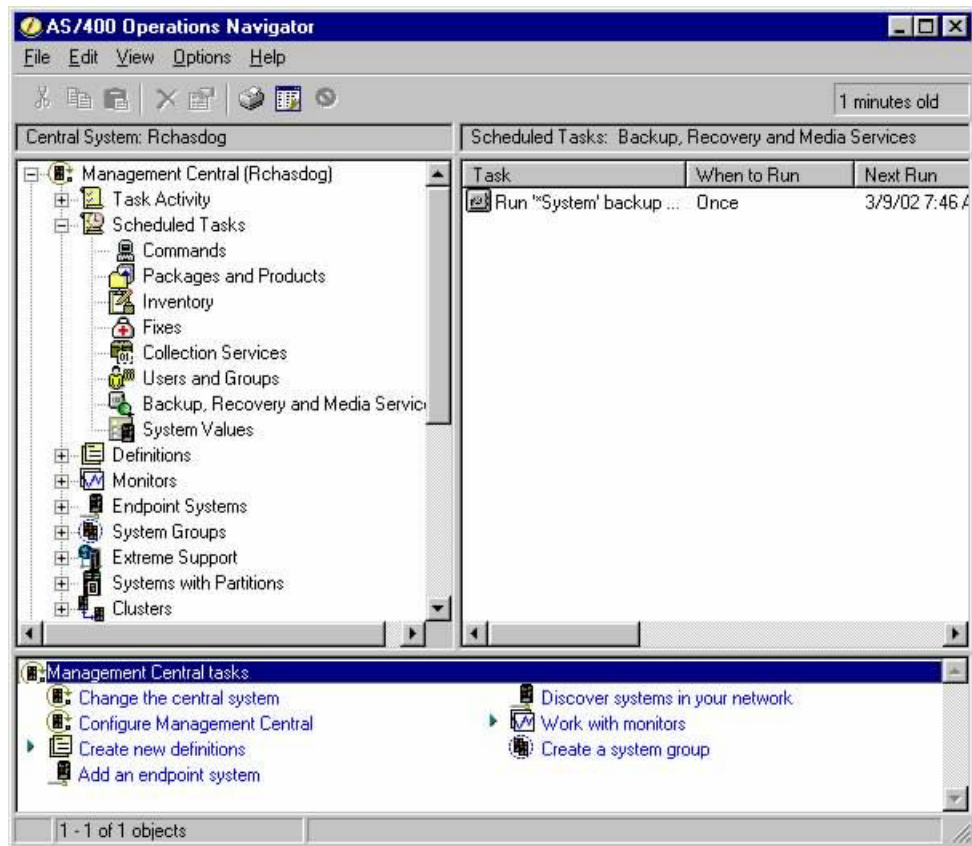 AS/400 Operations Navigator
File Edit View Options Help
1 minutes old
Central System: Rchasdog
Scheduled Tasks: Backup, Recovery and Media Services
Management Central (Rchasdog)
Task Activity
Scheduled Tasks
Commands
Packages and Products
Inventory
Fixes
Collection Services
Users and Groups
Backup, Recovery and Media Servic
System Values
Definitions
Monitors
Endpoint Systems
System Groups
Extreme Support
Systems with Partitions
Clusters
Task When to Run Next Run
Run '*System' backup ... Once 3/9/02 7:46 A
Management Central tasks
Change the central system
Configure Management Central
Create new definitions
Add an endpoint system
Discover systems in your network
Work with monitors
Create a system group
1 - 1 of 1 objects